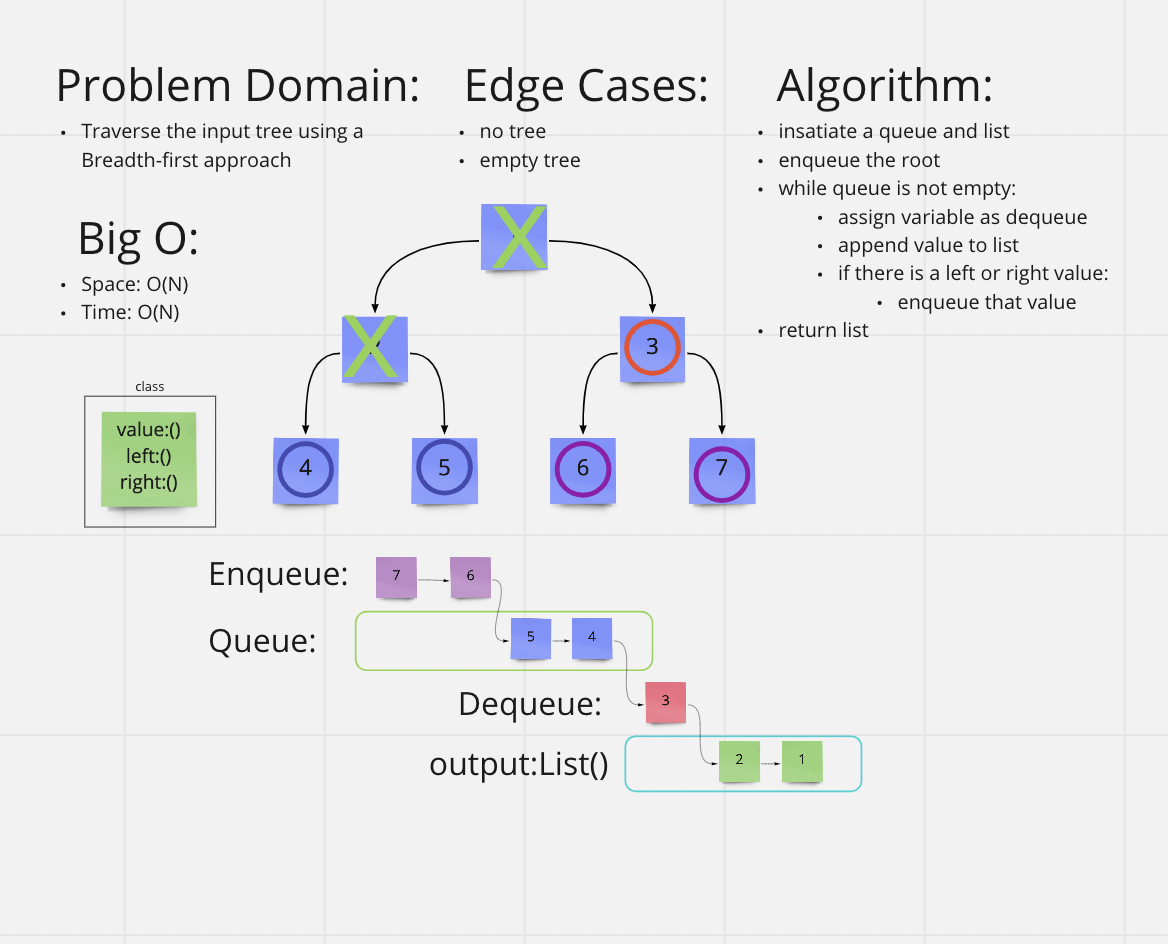 Problem Domain:
• Traverse the input tree using a
Breadth-first approach
Edge Cases:
• no tree
• empty tree
Algorithm:
• insatiate a queue and list
• enqueue the root
• while queue is not empty:
• assign variable as dequeue
• append value to list
• if there is a left or right value:
• enqueue that value
• return list
Big O:
• Space: O(N)
• Time: O(N)
X
X
3
4
5
6
7
class
value:()
left:()
right:()
Enqueue:
7
6
Queue:
5
4
Dequeue:
3
output:List()
2
1